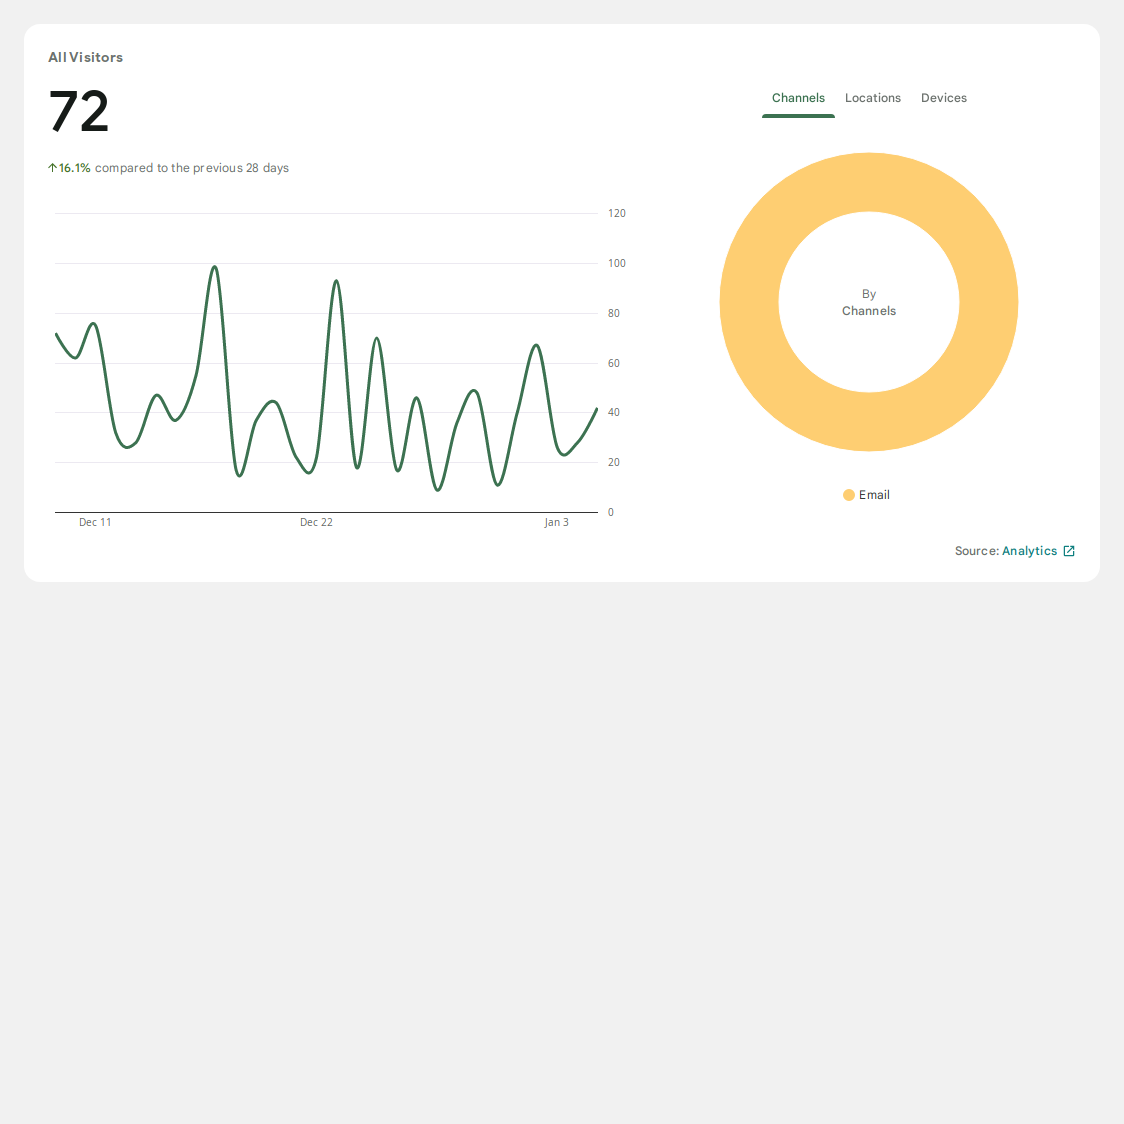 All Visitors
72
↑16.1% compared to the previous 28 days
120
100
80
60
40
20
0
Dec 11 Dec 22 Jan 3
Channels Locations Devices
By
Channels
Email
Source: Analytics